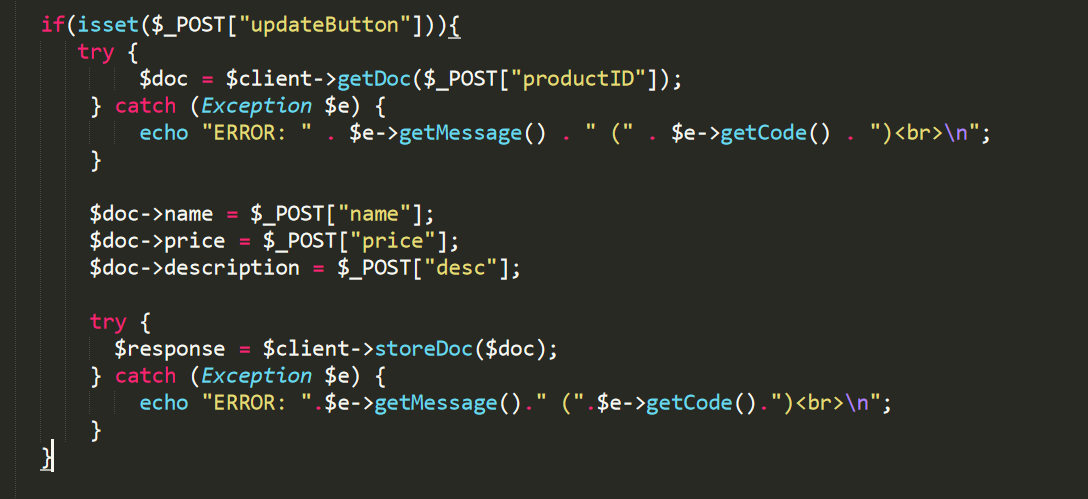 if(isset($_POST["updateButton"])){
try {
$doc = $client->getDoc($_POST["productID"]);
} catch (Exception $e) {
echo "ERROR: " . $e->getMessage() . " (" . $e->getCode() . ")<br>\n";
}
$doc->name = $_POST["name"];
$doc->price = $_POST["price"];
$doc->description = $_POST["desc"];
try {
$response = $client->storeDoc($doc);
} catch (Exception $e) {
echo "ERROR: ".$e->getMessage()." (".$e->getCode().")<br>\n";
}
}